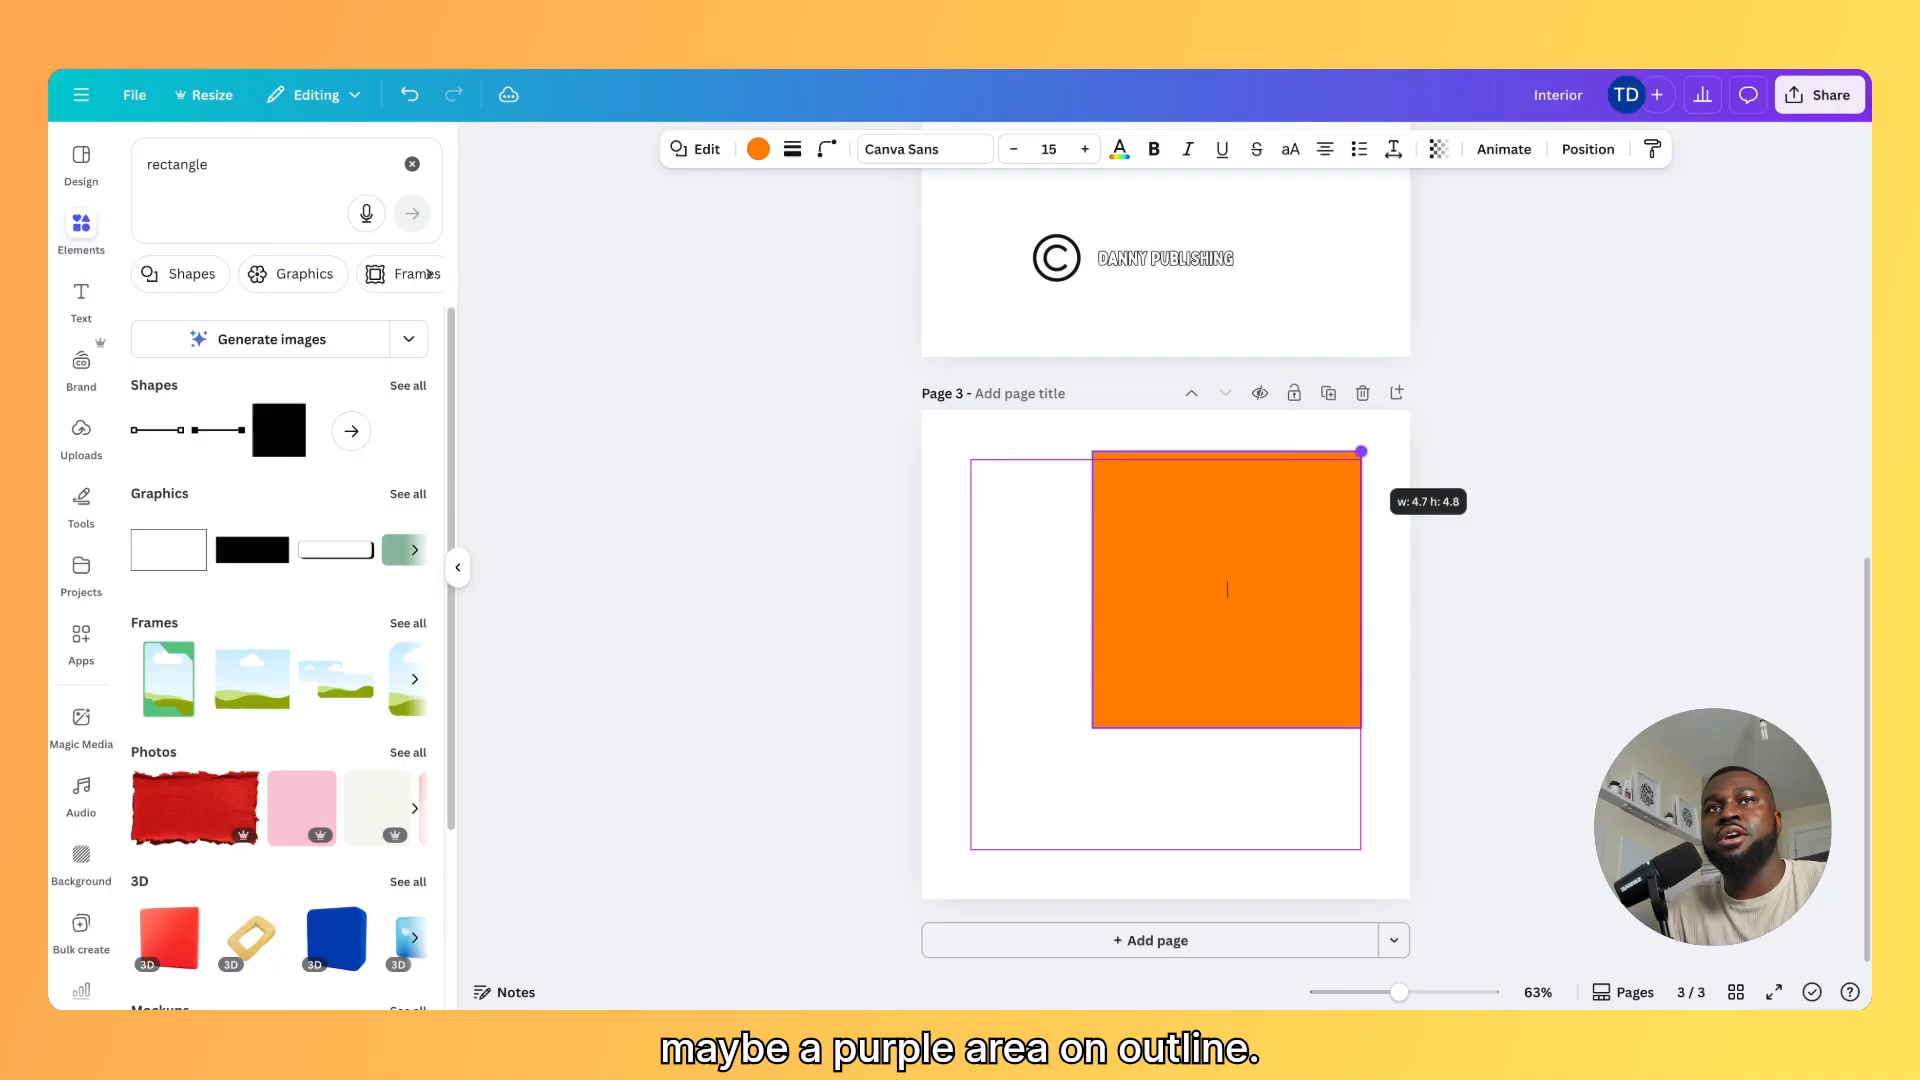 File
Resize
Editing
Interior
TD
Share
Design
Elements
Text
Brand
Uploads
Tools
Projects
Apps
Magic Media
Audio
Background
Bulk create
rectangle
Shapes
Graphics
Frames
Generate images
Shapes
See all
Graphics
See all
Frames
See all
Photos
See all
3D
See all
3D
3D
3D
3D
Edit
Canva Sans
15
A
B
I
U
S
aA
T
Animate
Position
© DANNY PUBLISHING
Page 3 - Add page title
w: 4.7 h: 4.8
+ Add page
Notes
63%
Pages
3 / 3
maybe a purple area on outline.